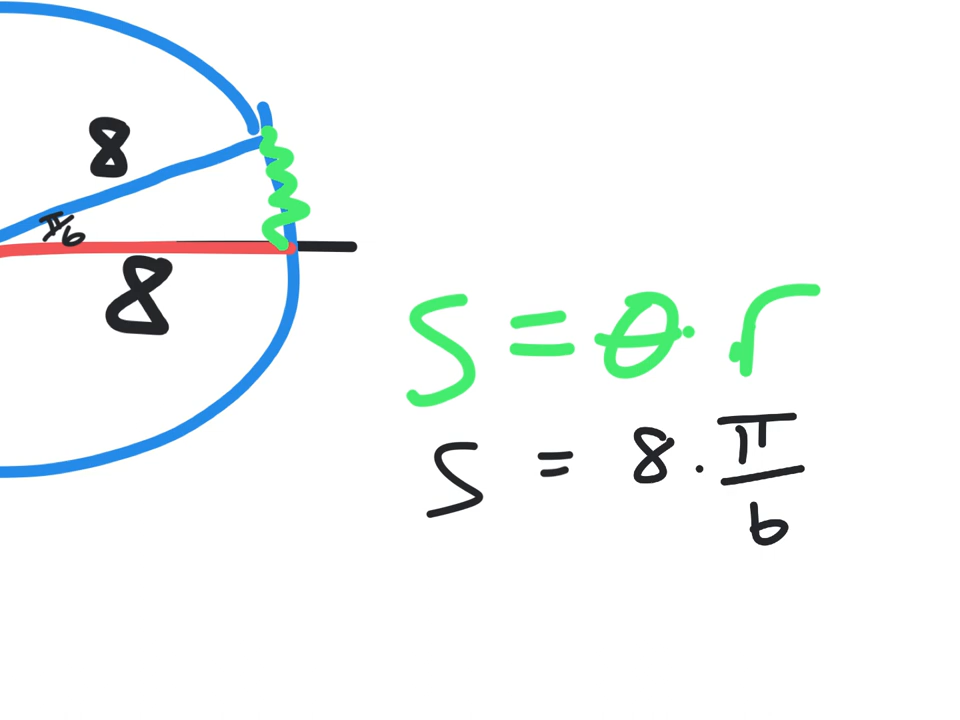 8
π/6
8
S = θ · r
S = 8 · π/6